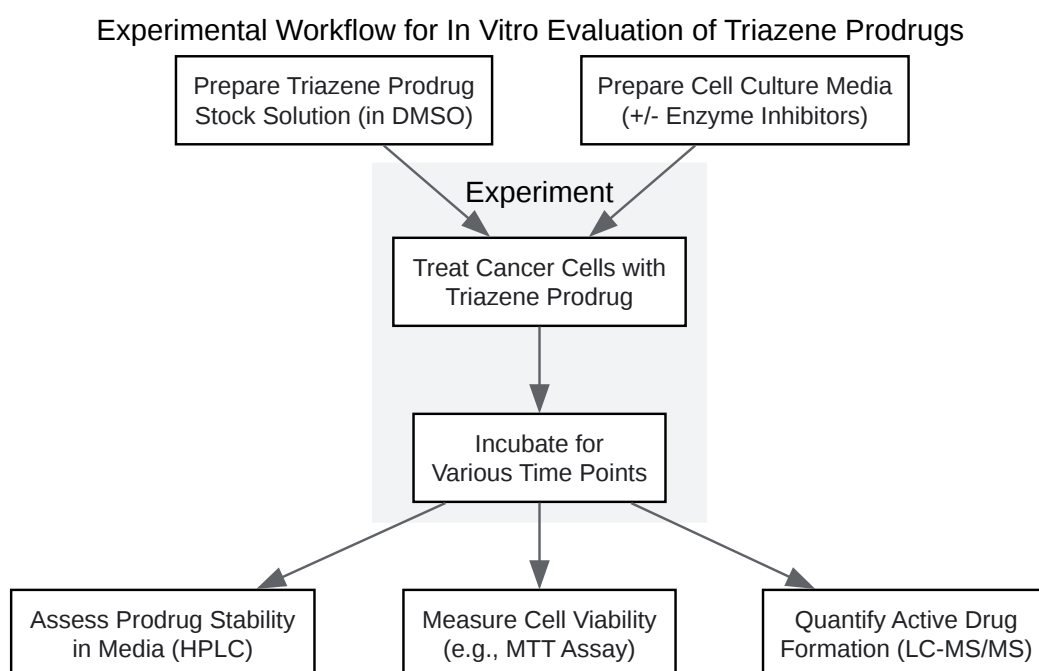 Experimental Workflow for In Vitro Evaluation of Triazene Prodrugs
Prepare Triazene Prodrug
Stock Solution (in DMSO)
Prepare Cell Culture Media
(+/- Enzyme Inhibitors)
Experiment
Treat Cancer Cells with
Triazene Prodrug
Incubate for
Various Time Points
Assess Prodrug Stability
in Media (HPLC)
Measure Cell Viability
(e.g., MTT Assay)
Quantify Active Drug
Formation (LC-MS/MS)